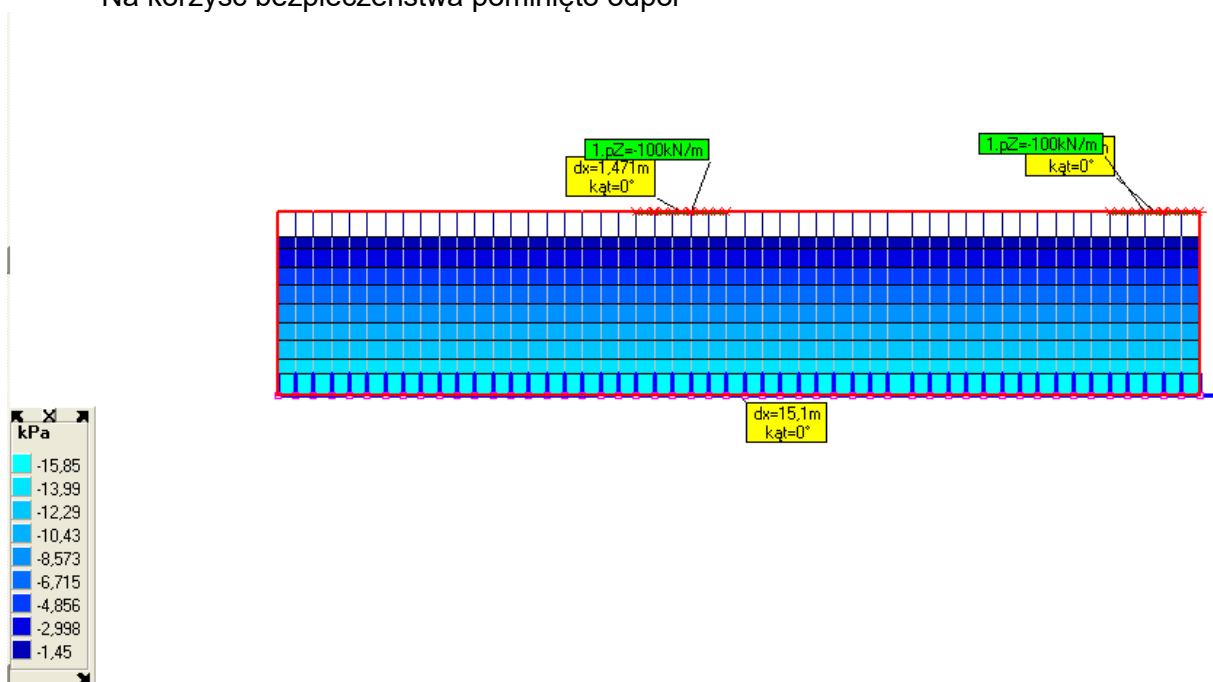 Na korzyść bezpieczeństwa pominięto odpór
1.pZ=-100kN/m
dx=1,471m
kąt=0°
1.pZ=-100kN/m
kąt=0°
dx=15,1m
kąt=0°
kPa
-15,85
-13,99
-12,29
-10,43
-8,573
-6,715
-4,856
-2,998
-1,45